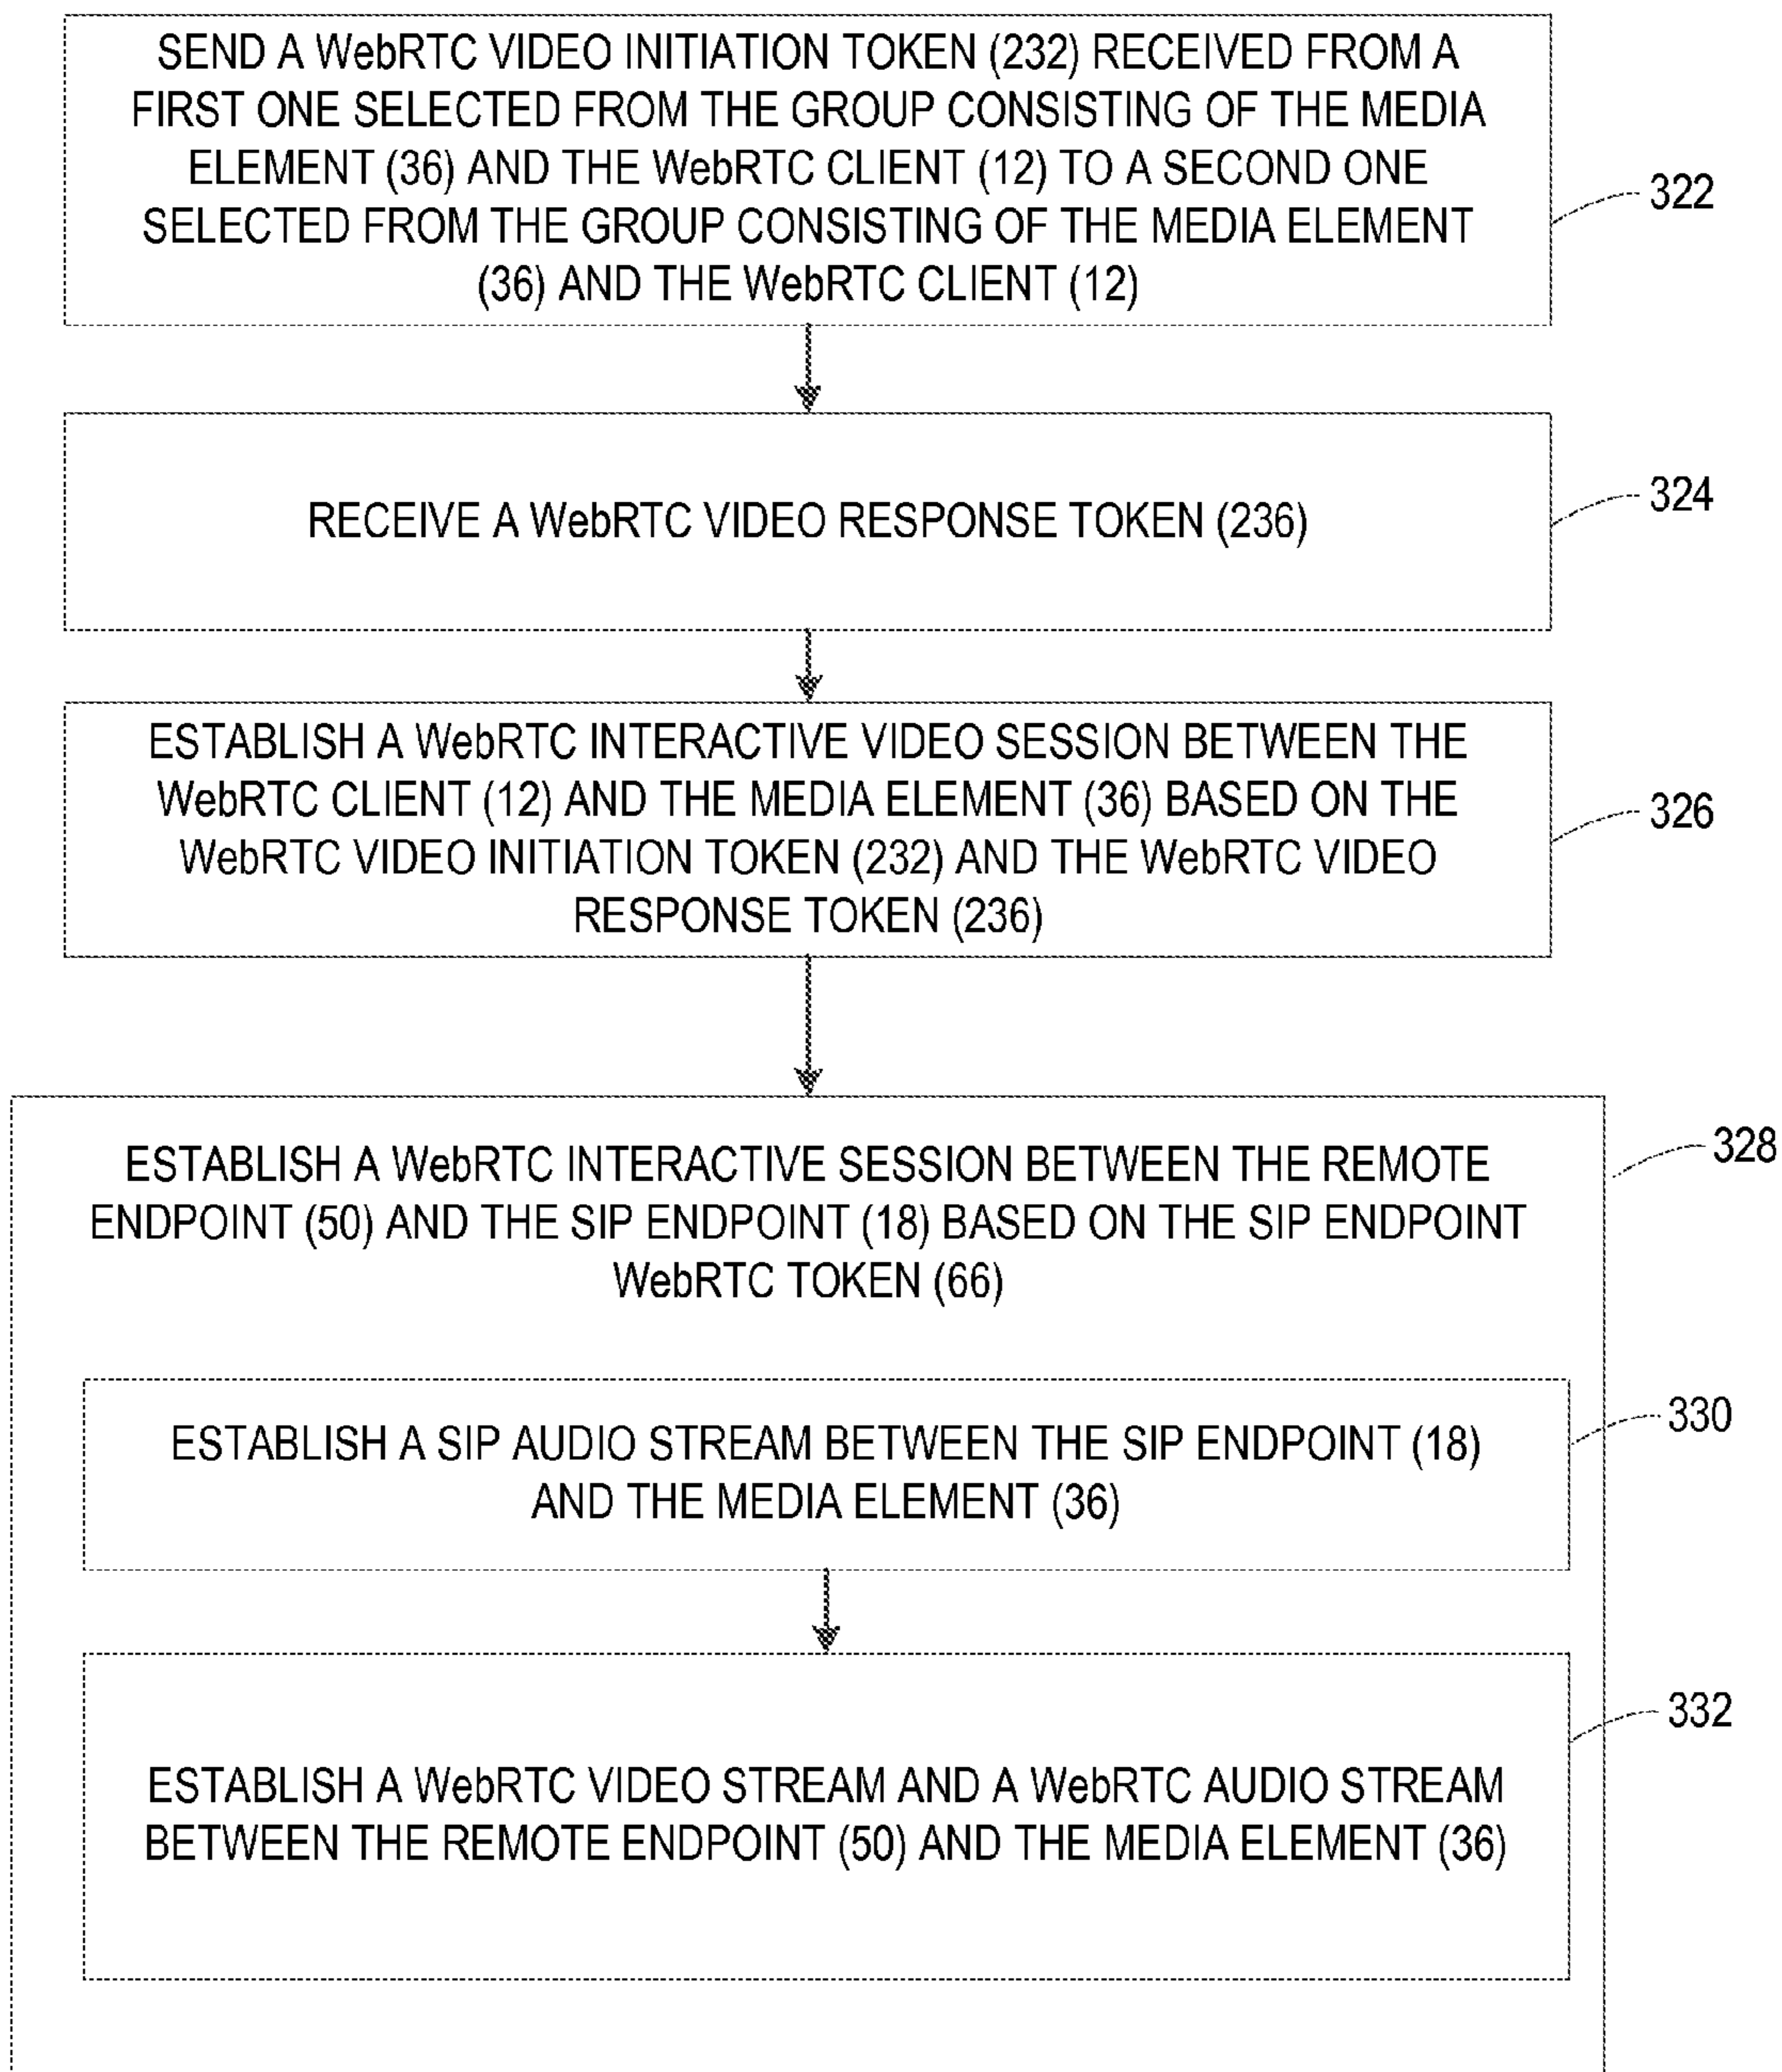 SEND A WebRTC VIDEO INITIATION TOKEN (232) RECEIVED FROM A
FIRST ONE SELECTED FROM THE GROUP CONSISTING OF THE MEDIA
ELEMENT (36) AND THE WebRTC CLIENT (12) TO A SECOND ONE
SELECTED FROM THE GROUP CONSISTING OF THE MEDIA ELEMENT
(36) AND THE WebRTC CLIENT (12)
322
RECEIVE A WebRTC VIDEO RESPONSE TOKEN (236)
324
ESTABLISH A WebRTC INTERACTIVE VIDEO SESSION BETWEEN THE
WebRTC CLIENT (12) AND THE MEDIA ELEMENT (36) BASED ON THE
WebRTC VIDEO INITIATION TOKEN (232) AND THE WebRTC VIDEO
RESPONSE TOKEN (236)
326
ESTABLISH A WebRTC INTERACTIVE SESSION BETWEEN THE REMOTE
ENDPOINT (50) AND THE SIP ENDPOINT (18) BASED ON THE SIP ENDPOINT
WebRTC TOKEN (66)
328
ESTABLISH A SIP AUDIO STREAM BETWEEN THE SIP ENDPOINT (18)
AND THE MEDIA ELEMENT (36)
330
ESTABLISH A WebRTC VIDEO STREAM AND A WebRTC AUDIO STREAM
BETWEEN THE REMOTE ENDPOINT (50) AND THE MEDIA ELEMENT (36)
332